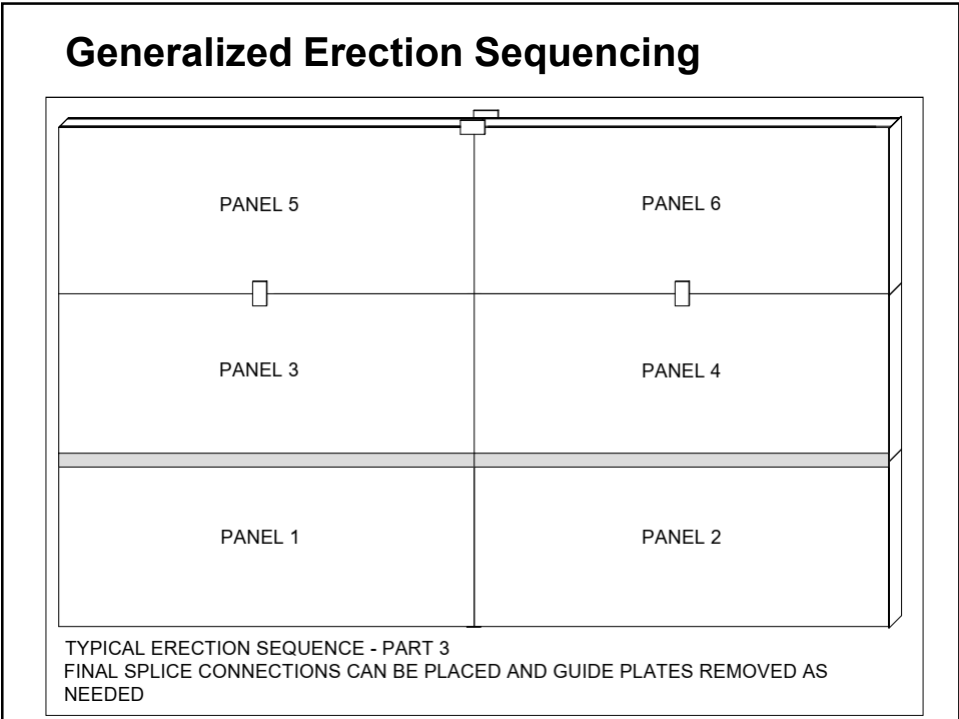 Generalized Erection Sequencing
PANEL 5
PANEL 6
PANEL 3
PANEL 4
PANEL 1
PANEL 2
TYPICAL ERECTION SEQUENCE - PART 3
FINAL SPLICE CONNECTIONS CAN BE PLACED AND GUIDE PLATES REMOVED AS
NEEDED